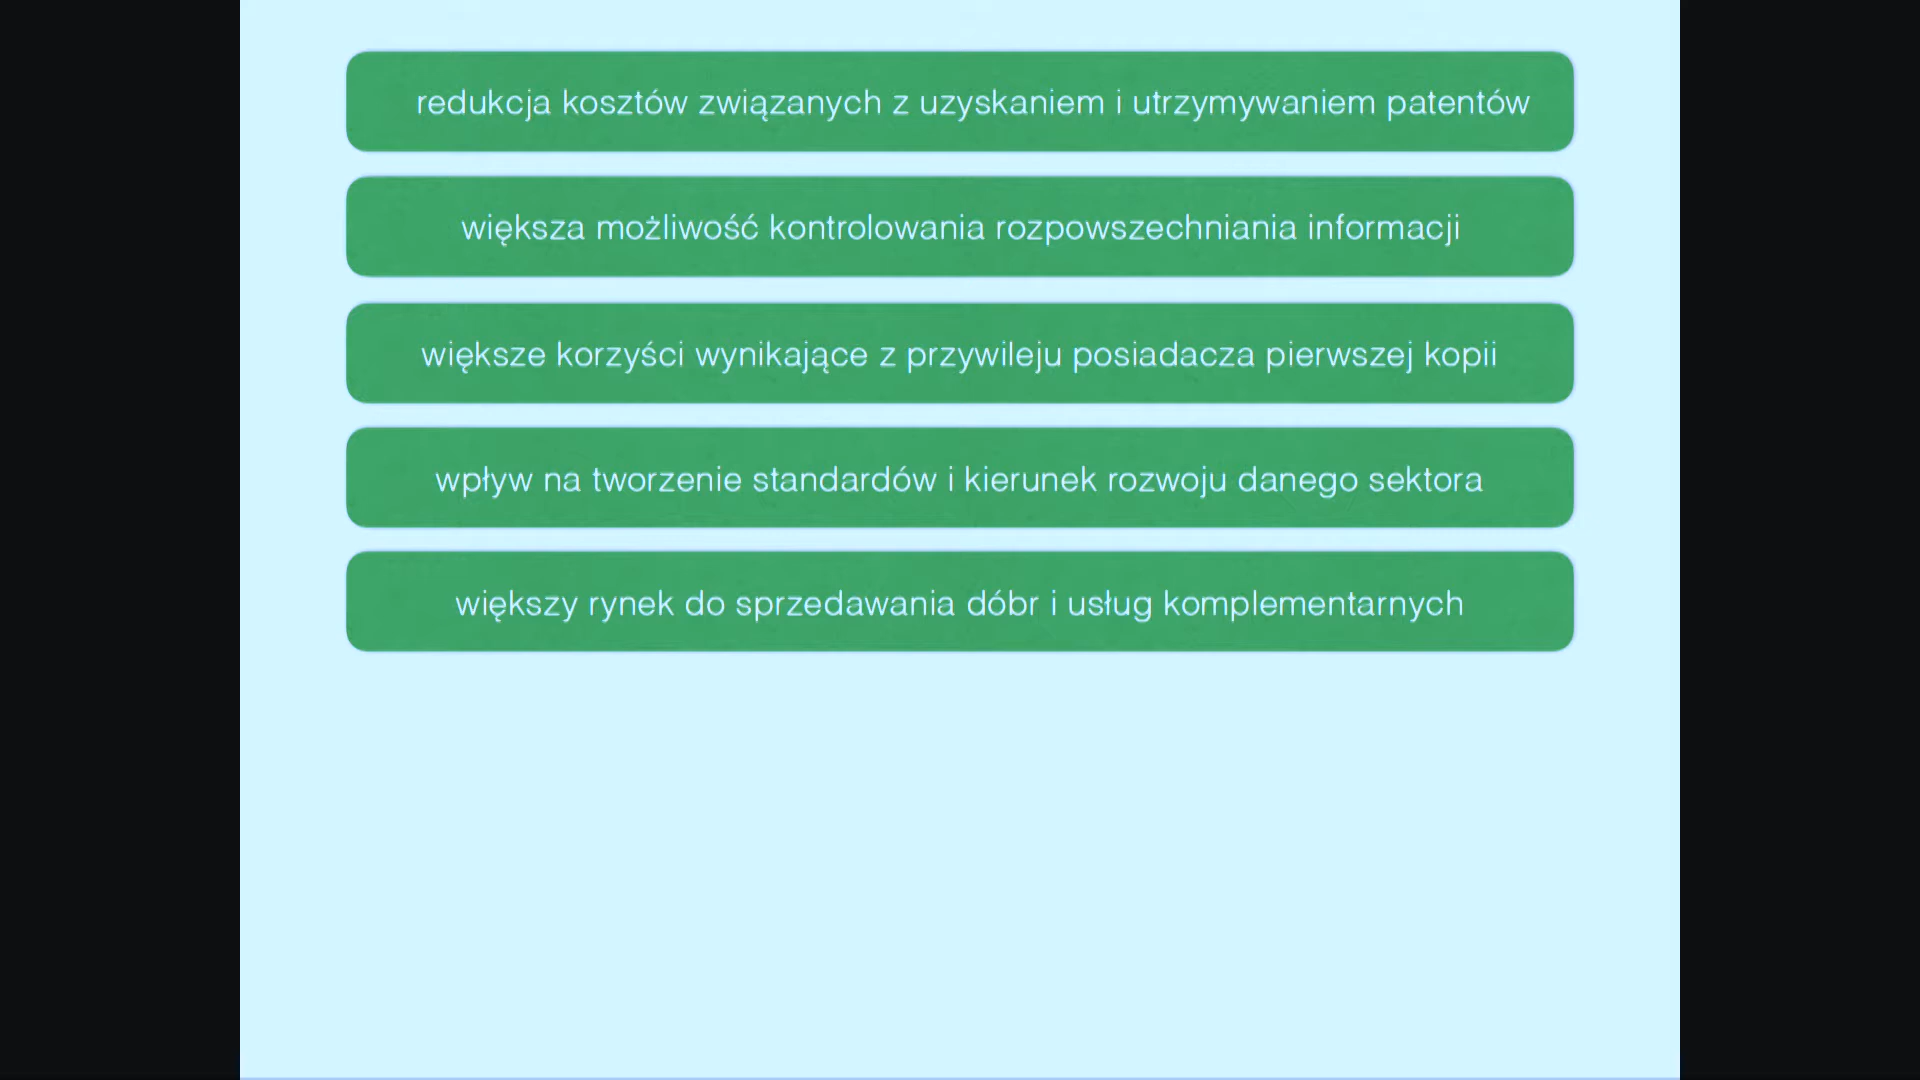 redukcja kosztów związanych z uzyskaniem i utrzymywaniem patentów
większa możliwość kontrolowania rozpowszechniania informacji
większe korzyści wynikające z przywileju posiadacza pierwszej kopii
wpływ na tworzenie standardów i kierunek rozwoju danego sektora
większy rynek do sprzedawania dóbr i usług komplementarnych